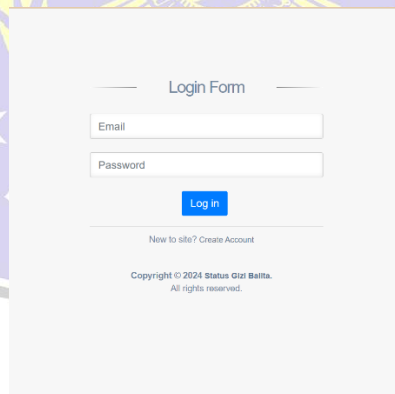 Login Form
Email
Password
Log in
New to site? Create Account
Copyright © 2024 Status Gizi Balita.
All rights reserved.